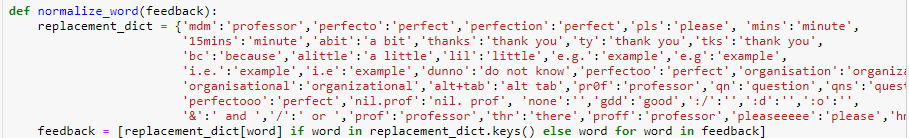 def normalize_word(feedback):
replacement_dict = {'mdm':'professor','perfecto':'perfect','perfection':'perfect','pls':'please', 'mins':'minute',
'15mins':'minute','abit':'a bit','thanks':'thank you','ty':'thank you','tks':'thank you',
'bc':'because','alittle':'a little','lil':'little','e.g.':'example','e.g':'example',
'i.e.':'example','i.e':'example','dunno':'do not know','perfectoo':'perfect','organisation':'organiza
'organisational':'organizational','alt+tab':'alt tab','pr0f':'professor','qn':'question','qns':'quest
'perfectooo':'perfect','nil.prof':'nil. prof', 'none':'','gdd':'good',':/':'',':d':'',':o':'',
'&':' and ','/':' or ','prof':'professor','thr':'there','proff':'professor','pleaseeeee':'please','hr
feedback = [replacement_dict[word] if word in replacement_dict.keys() else word for word in feedback]